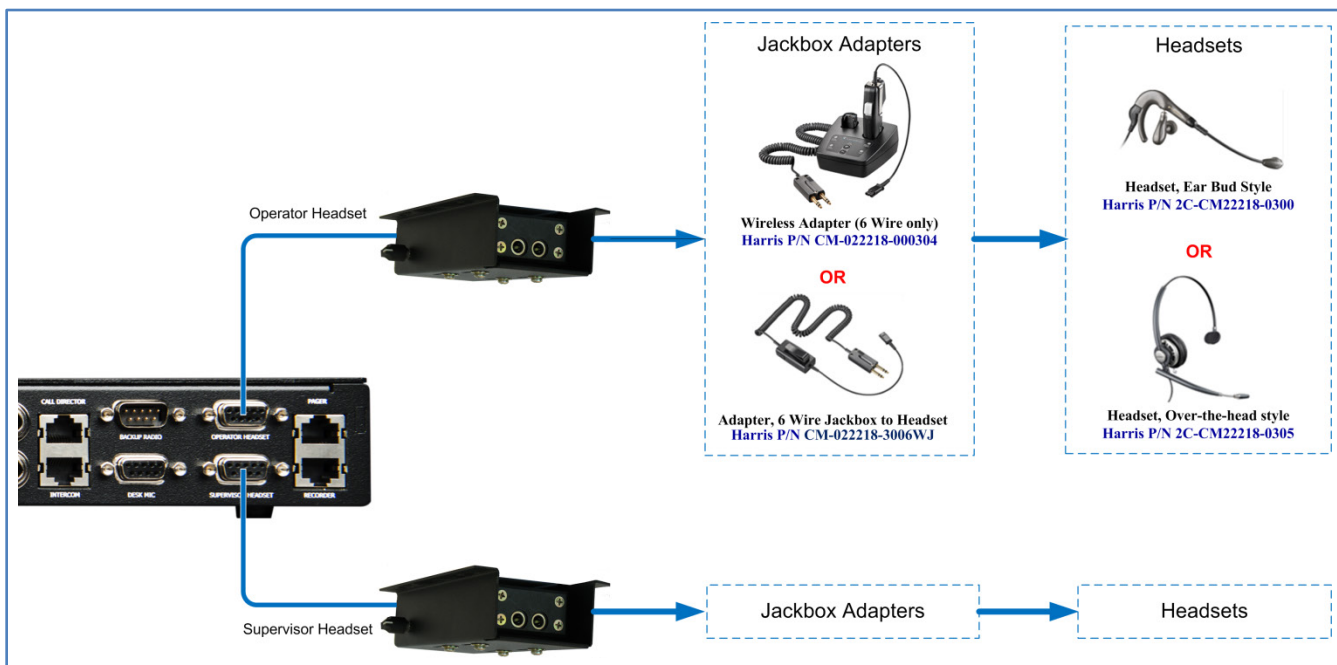 Jackbox Adapters
Headsets
Operator Headset
Wireless Adapter (6 Wire only)
Harris P/N CM-022218-000304
OR
Adapter, 6 Wire Jackbox to Headset
Harris P/N CM-022218-3006WJ
Headset, Ear Bud Style
Harris P/N 2C-CM22218-0300
OR
Headset, Over-the-head style
Harris P/N 2C-CM22218-0305
CALL DIRECTOR
PAGER
BACKUP RADIO
OPERATOR HEADSET
INTERCOM
DESK MIC
SUPERVISOR HEADSET
RECORDER
Supervisor Headset
Jackbox Adapters
Headsets